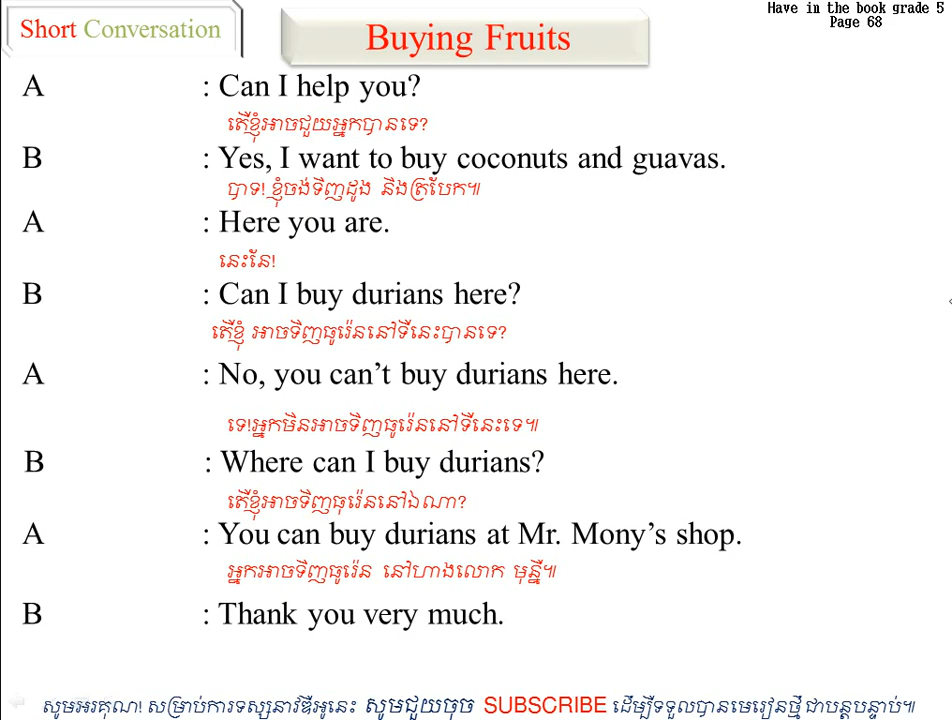 Have in the book grade 5
Page 68
Short Conversation
Buying Fruits
A : Can I help you?
តើខ្ញុំអាចជួយអ្នកបានទេ?
B : Yes, I want to buy coconuts and guavas.
បាទ! ខ្ញុំចង់ទិញដូង និងត្របែក៕
A : Here you are.
នេះនែ!
B : Can I buy durians here?
តើខ្ញុំ អាចទិញធូរ៉េននៅទីនេះបានទេ?
A : No, you can’t buy durians here.
ទេ!អ្នកមិនអាចទិញធូរ៉េននៅទីនេះទេ៕
B : Where can I buy durians?
តើខ្ញុំអាចទិញធុរ៉េននៅឯណា?
A : You can buy durians at Mr. Mony’s shop.
អ្នកអាចទិញធូរ៉េន នៅហាងលោក មុន្នី៕
B : Thank you very much.
សូមអរគុណ! សម្រាប់ការទស្សនាវីឌីអូនេះ សូមជួយចុច SUBSCRIBE ដើម្បីទទួលបានមេរៀនថ្មី ជាបន្តបន្ទាប់៕